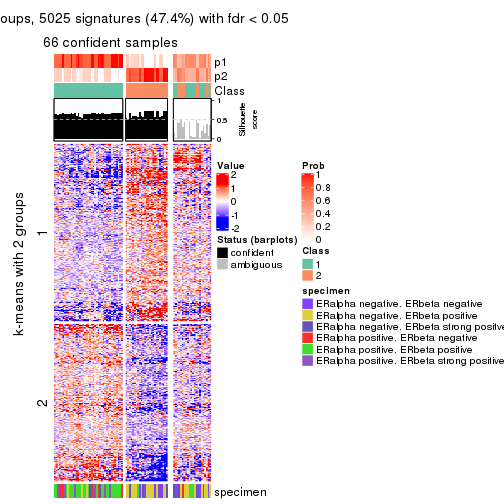 oups, 5025 signatures (47.4%) with fdr < 0.05
66 confident samples
p1
p2
Class
1
0.5
0
Silhouette
score
k-means with 2 groups
1
2
Value
2
1
0
-1
-2
Status (barplots)
confident
ambiguous
Prob
1
0.8
0.6
0.4
0.2
0
Class
1
2
specimen
ERalpha negative. ERbeta negative
ERalpha negative. ERbeta positive
ERalpha negative. ERbeta strong positive
ERalpha positive. ERbeta negative
ERalpha positive. ERbeta positive
ERalpha positive. ERbeta strong positive
specimen